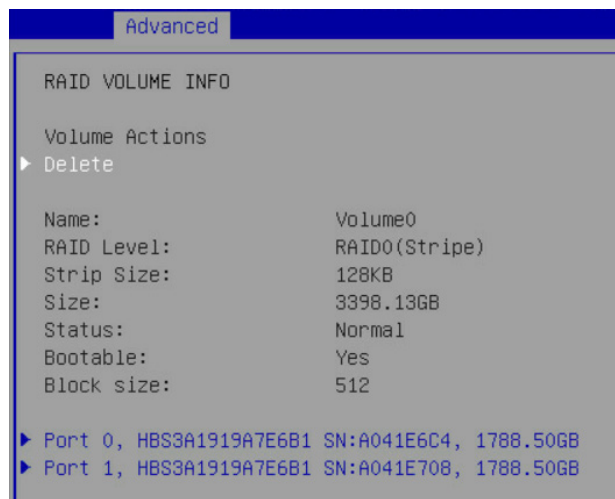 Advanced
RAID VOLUME INFO
Volume Actions
Delete
Name: Volume0
RAID Level: RAID0(Stripe)
Strip Size: 128KB
Size: 3398.13GB
Status: Normal
Bootable: Yes
Block size: 512
Port 0, HBS3A1919A7E6B1 SN:A041E6C4, 1788.50GB
Port 1, HBS3A1919A7E6B1 SN:A041E708, 1788.50GB